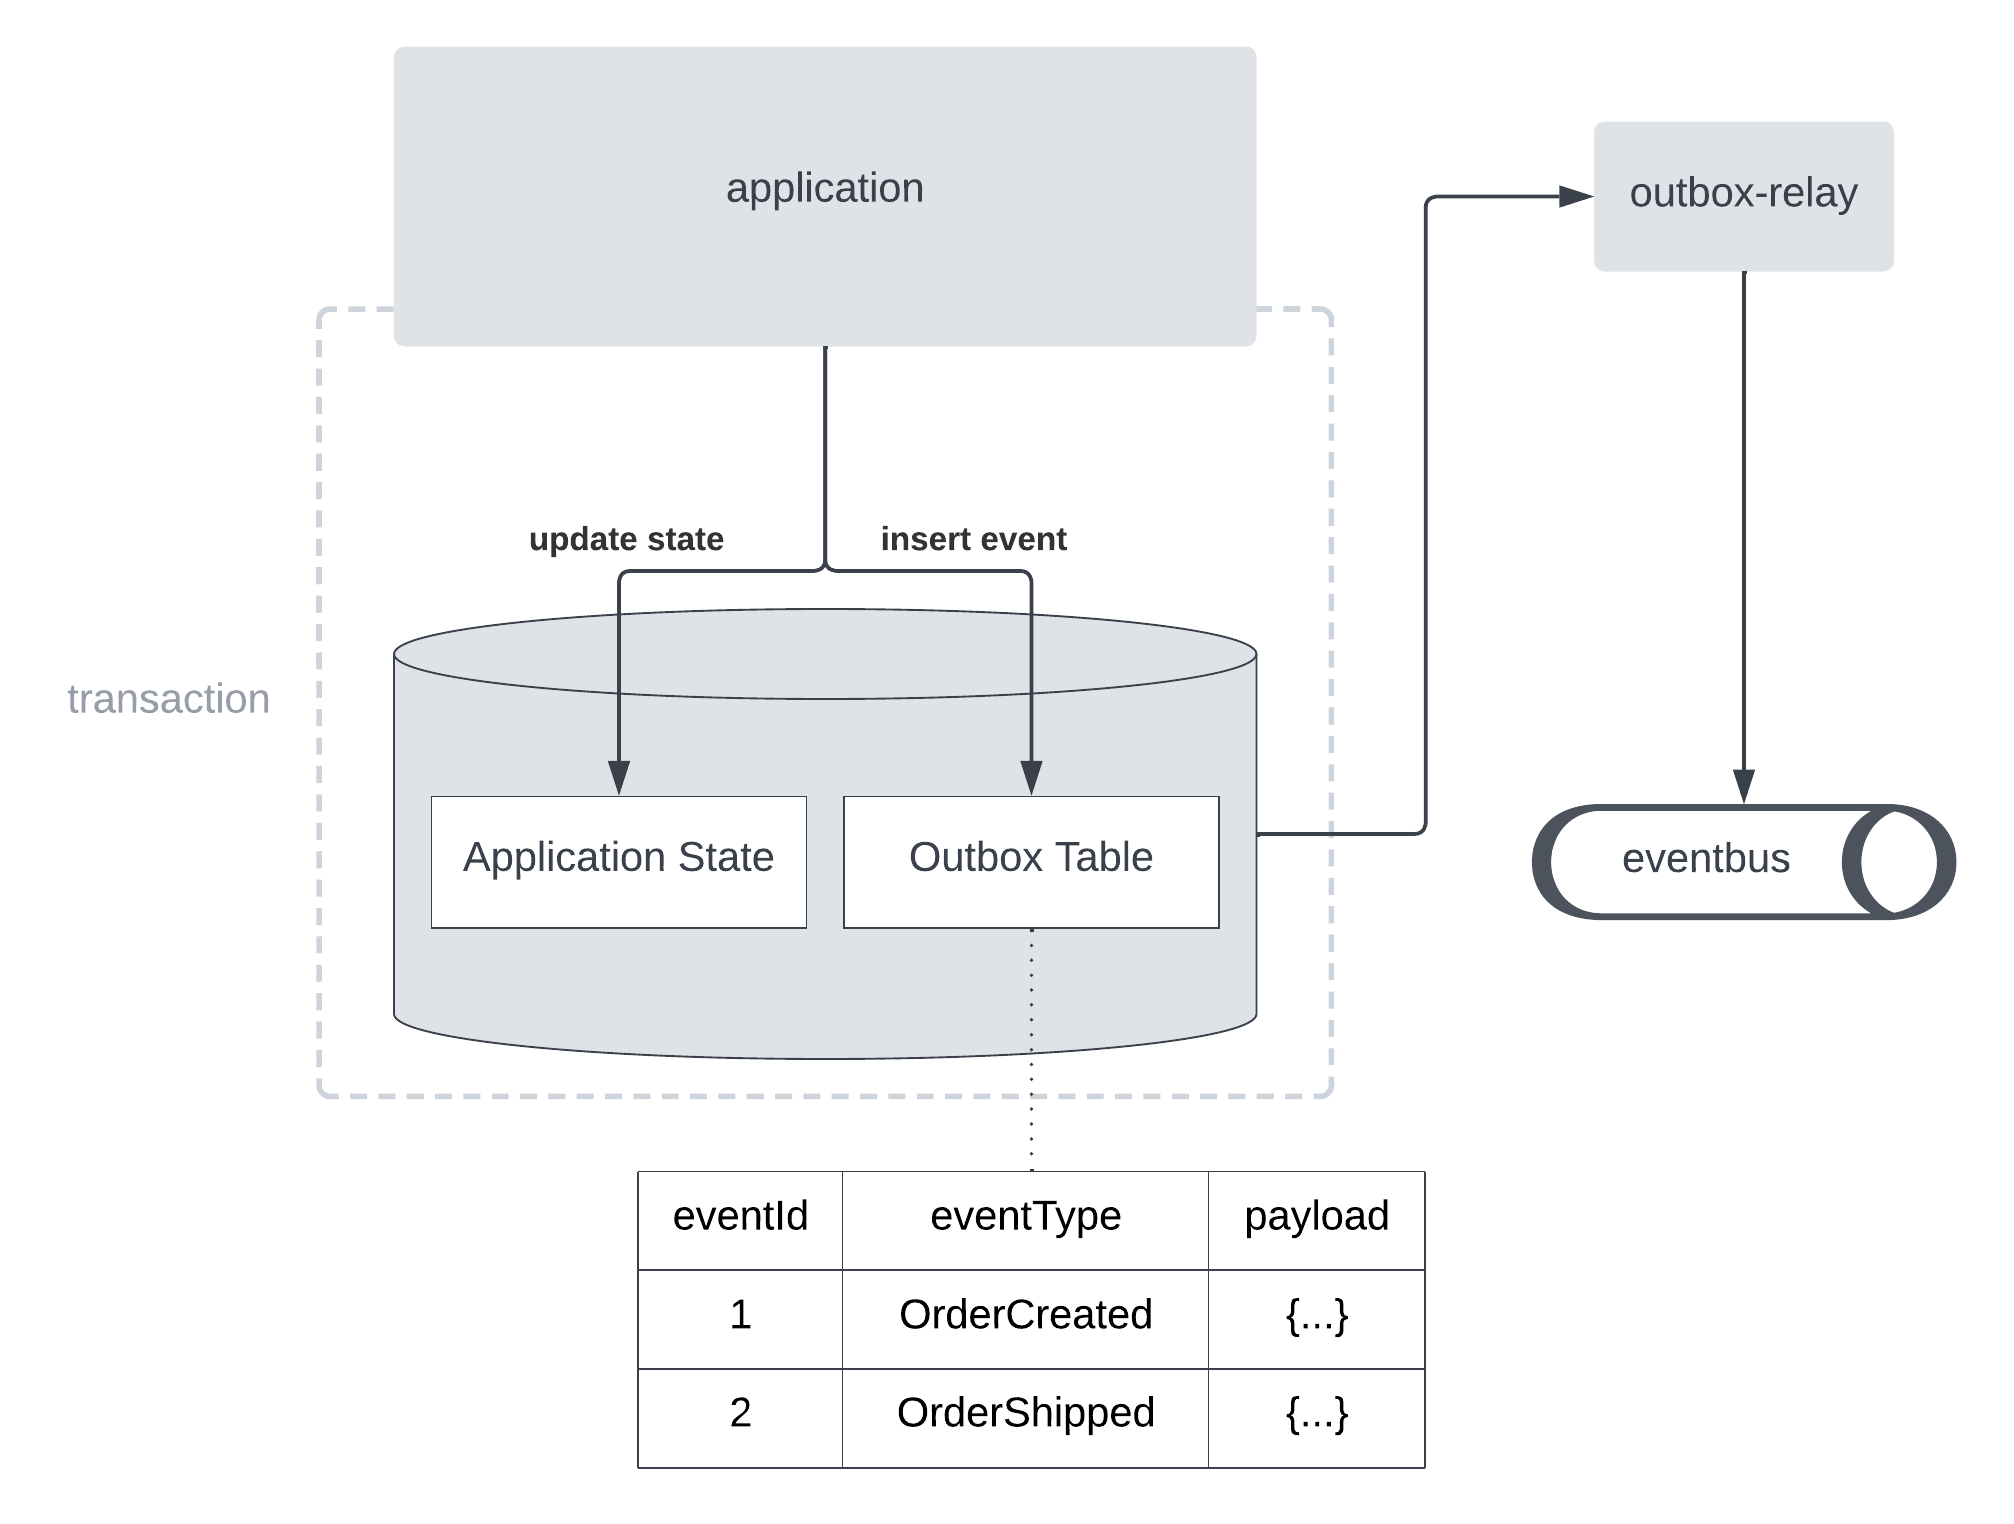 application
outbox-relay
update state
insert event
transaction
Application State
Outbox Table
eventbus
eventId eventType payload
1 OrderCreated {...}
2 OrderShipped {...}